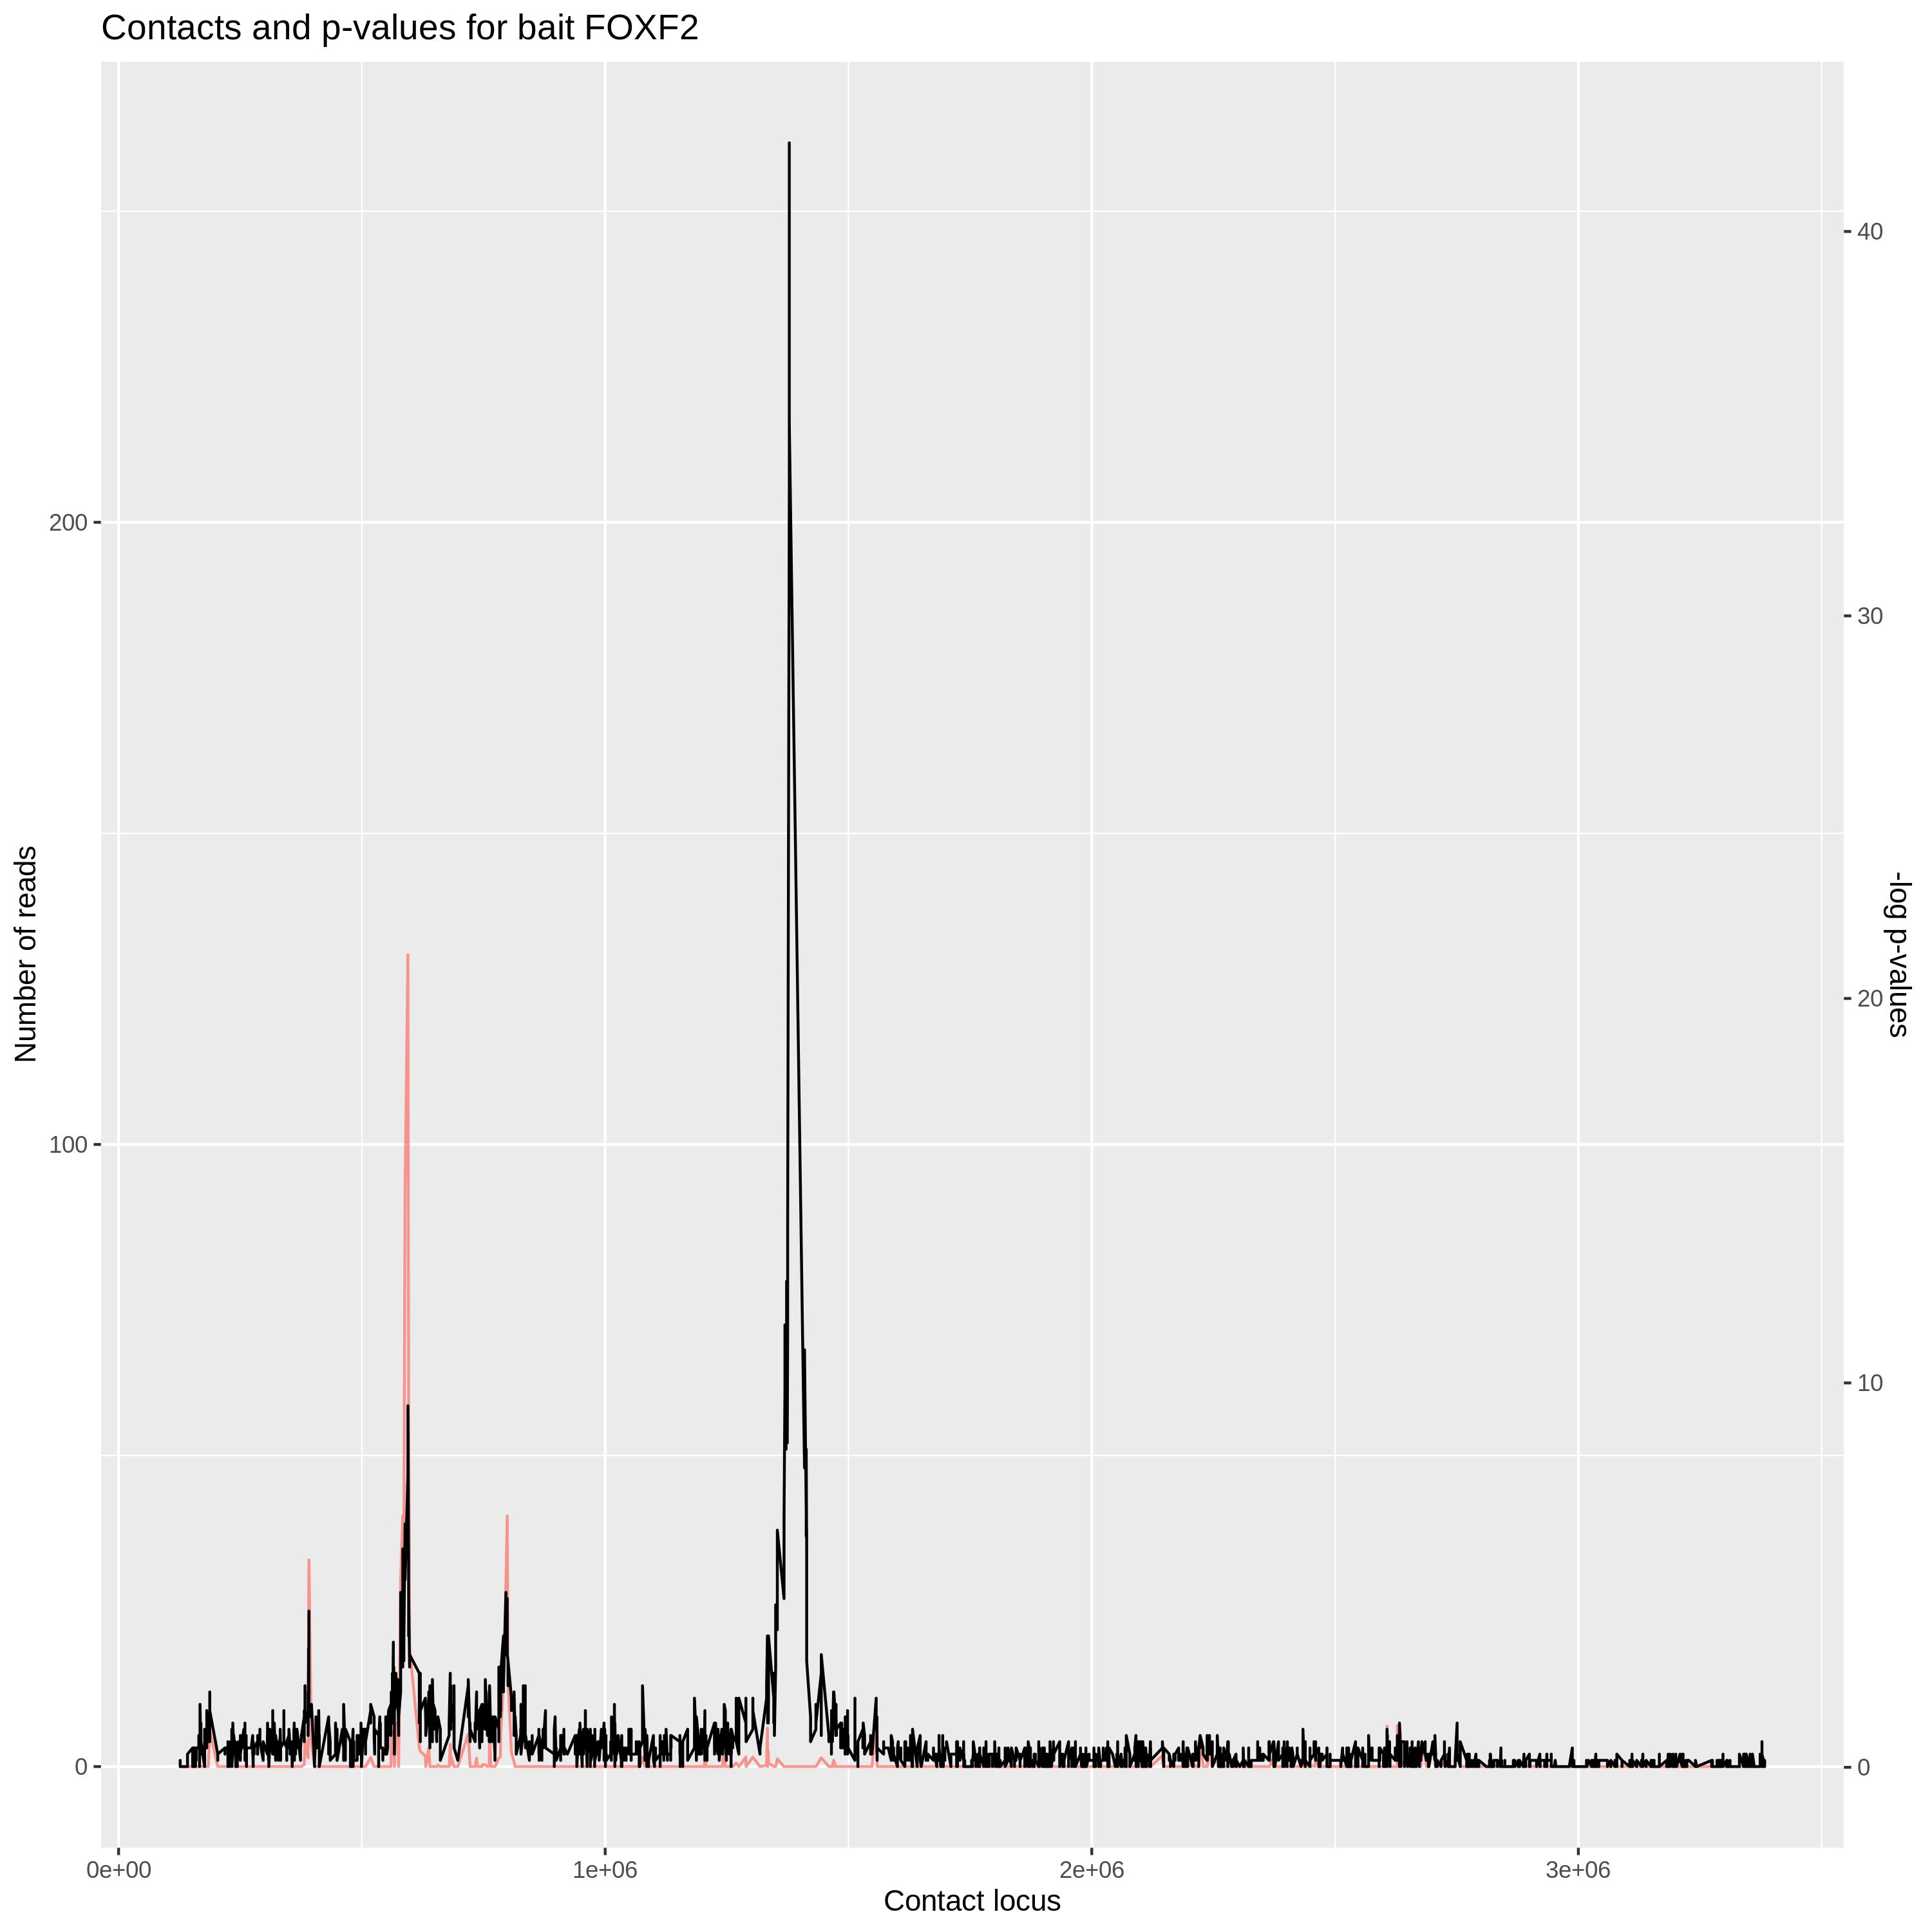 Contacts and p-values for bait FOXF2
Number of reads
200
100
0
40
30
20
10
0
-log p-values
0e+00
1e+06
2e+06
3e+06
Contact locus